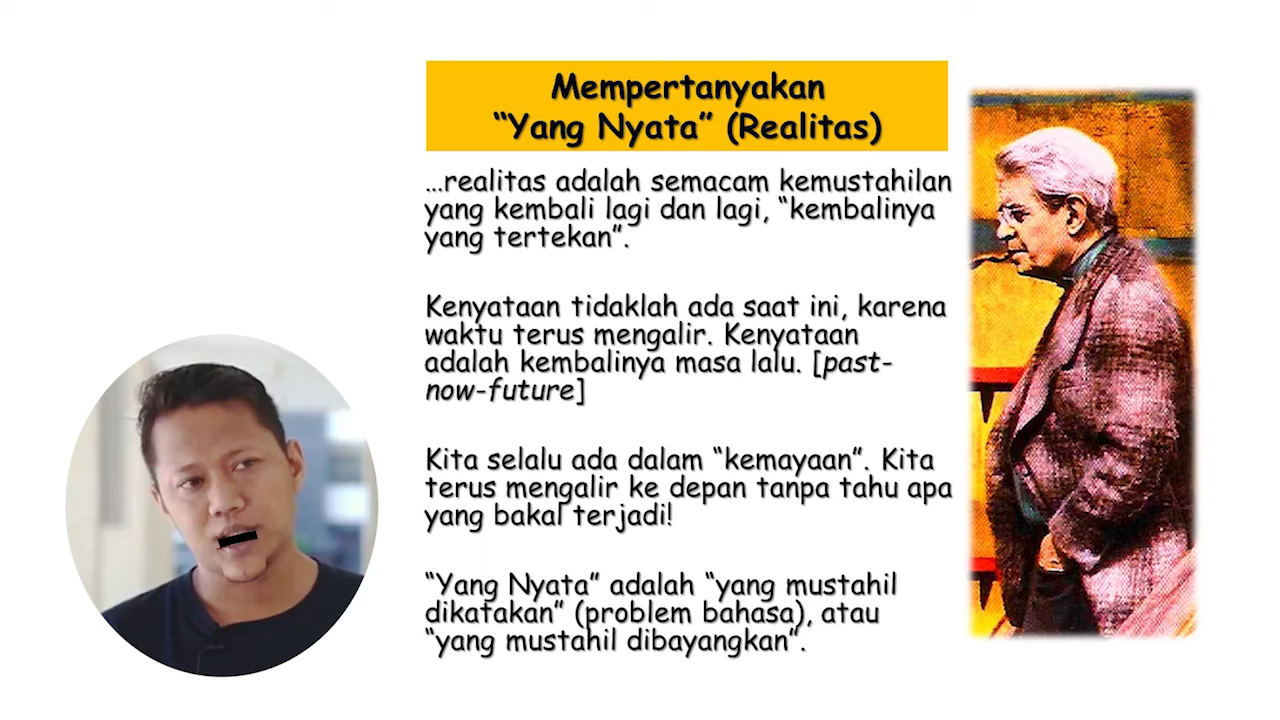 Mempertanyakan
“Yang Nyata” (Realitas)
…realitas adalah semacam kemustahilan
yang kembali lagi dan lagi, “kembalinya
yang tertekan”.
Kenyataan tidaklah ada saat ini, karena
waktu terus mengalir. Kenyataan
adalah kembalinya masa lalu. [past-
now-future]
Kita selalu ada dalam “kemayaan”. Kita
terus mengalir ke depan tanpa tahu apa
yang bakal terjadi!
“Yang Nyata” adalah “yang mustahil
dikatakan” (problem bahasa), atau
“yang mustahil dibayangkan”.